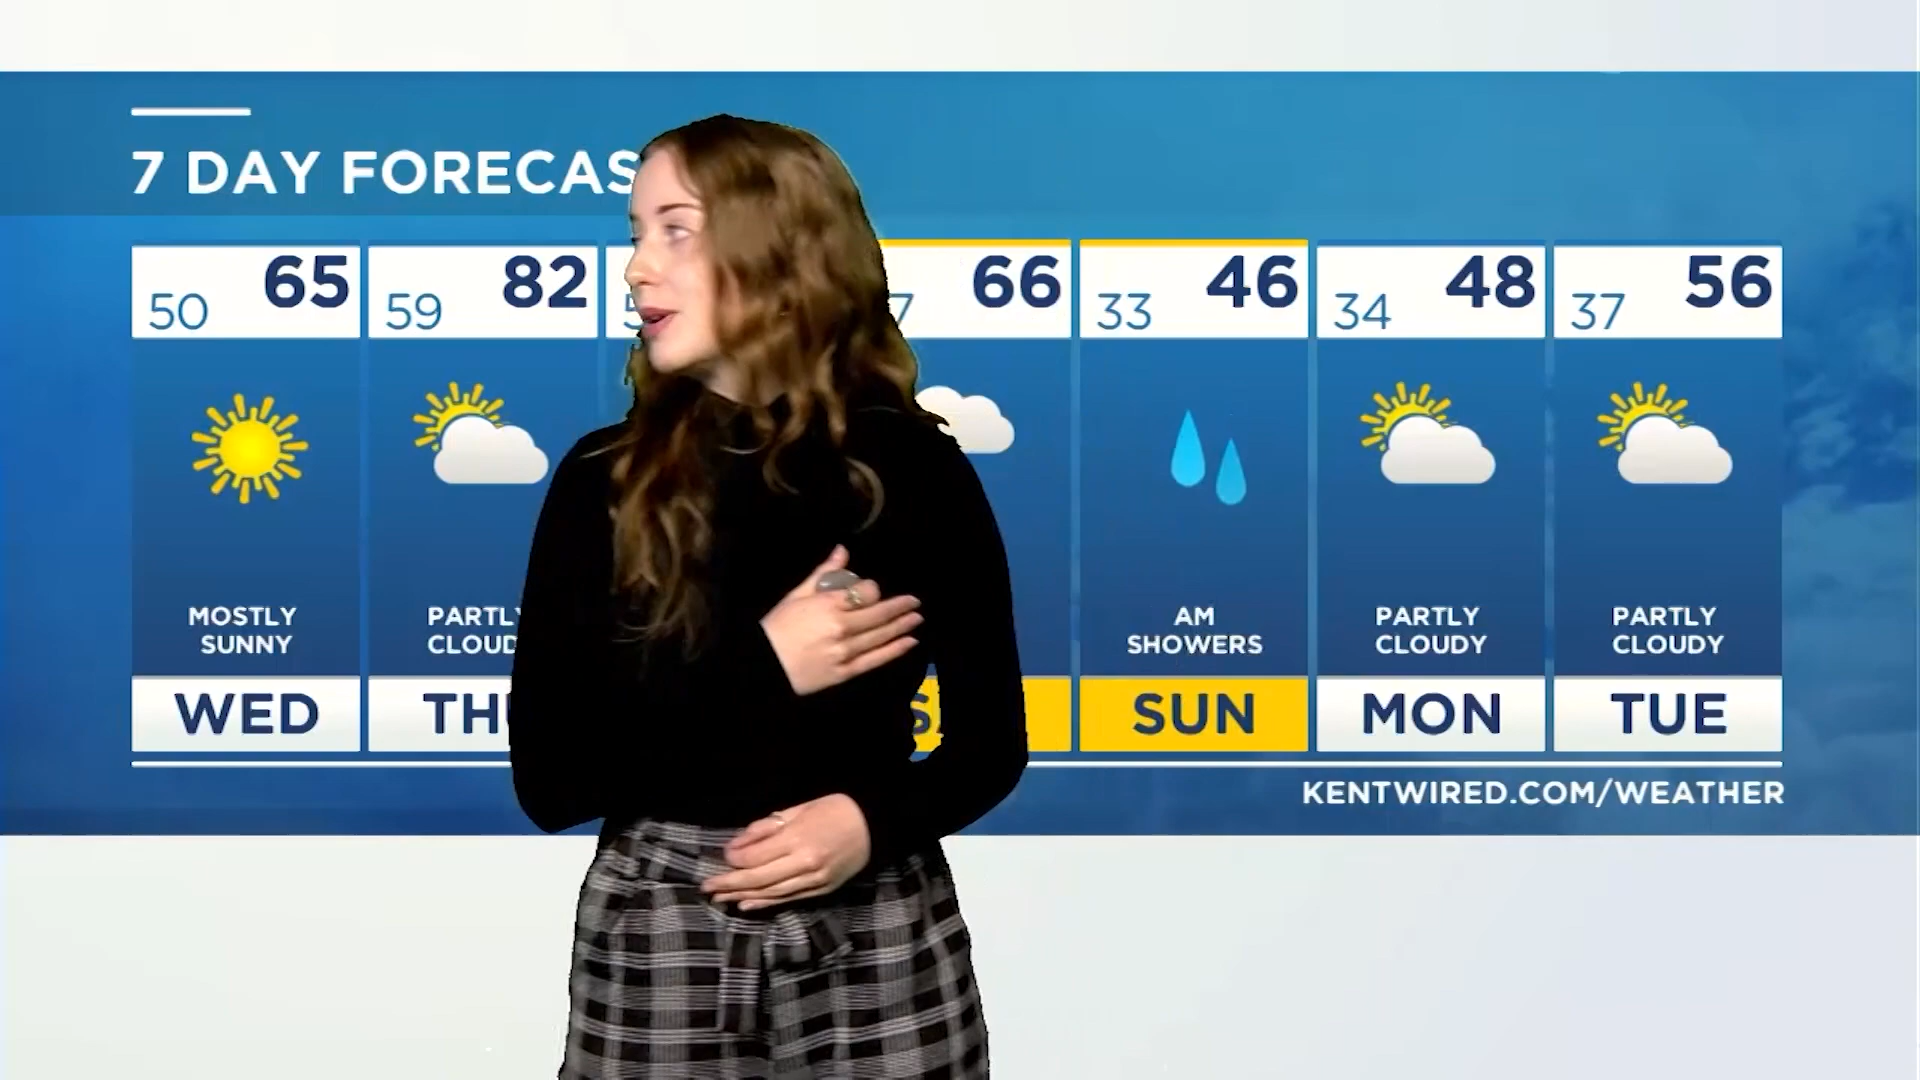 7 DAY FORECAS
50 65
59 82
66
33 46
34 48
37 56
MOSTLY
SUNNY
PARTLY
CLOUD
AM
SHOWERS
PARTLY
CLOUDY
PARTLY
CLOUDY
WED
THU
SUN
MON
TUE
KENTWIRED.COM/WEATHER